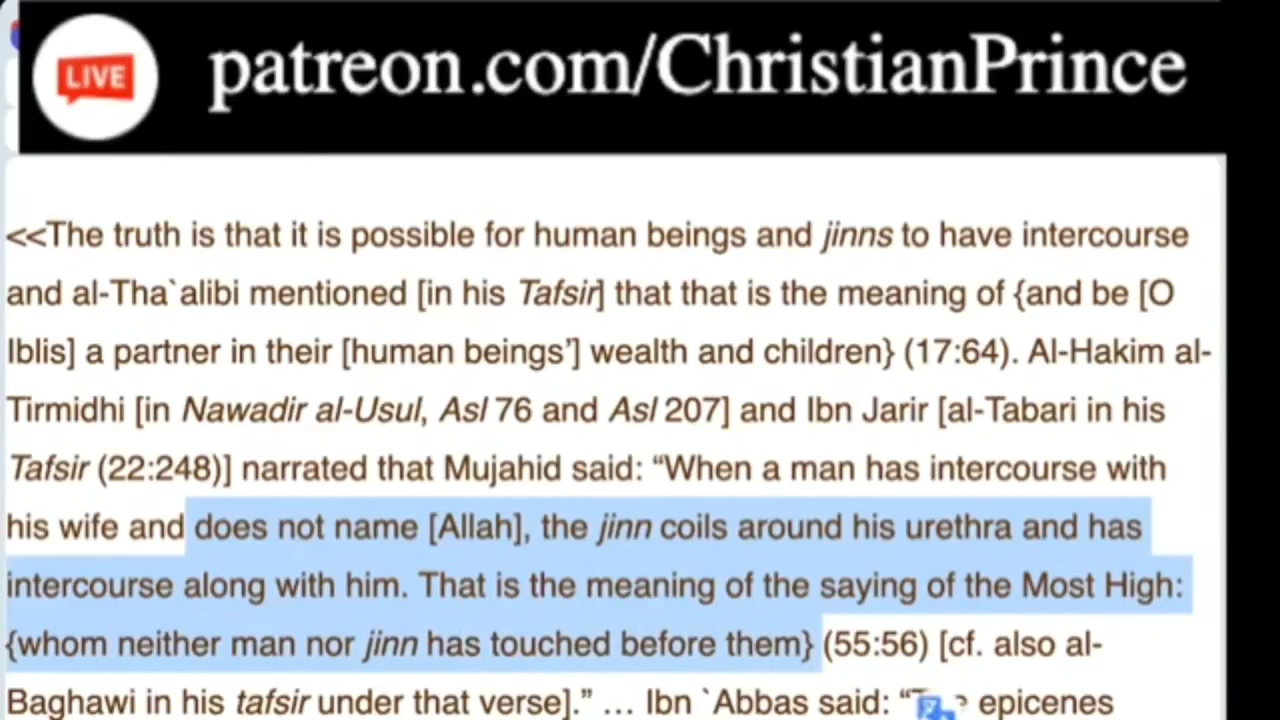 LIVE
patreon.com/ChristianPrince
<<The truth is that it is possible for human beings and jinns to have intercourse
and al-Tha`alibi mentioned [in his Tafsir] that that is the meaning of {and be [O
Iblis] a partner in their [human beings’] wealth and children} (17:64). Al-Hakim al-
Tirmidhi [in Nawadir al-Usul, Asl 76 and Asl 207] and Ibn Jarir [al-Tabari in his
Tafsir (22:248)] narrated that Mujahid said: “When a man has intercourse with
his wife and does not name [Allah], the jinn coils around his urethra and has
intercourse along with him. That is the meaning of the saying of the Most High:
{whom neither man nor jinn has touched before them} (55:56) [cf. also al-
Baghawi in his tafsir under that verse].” … Ibn `Abbas said: “ epicenes